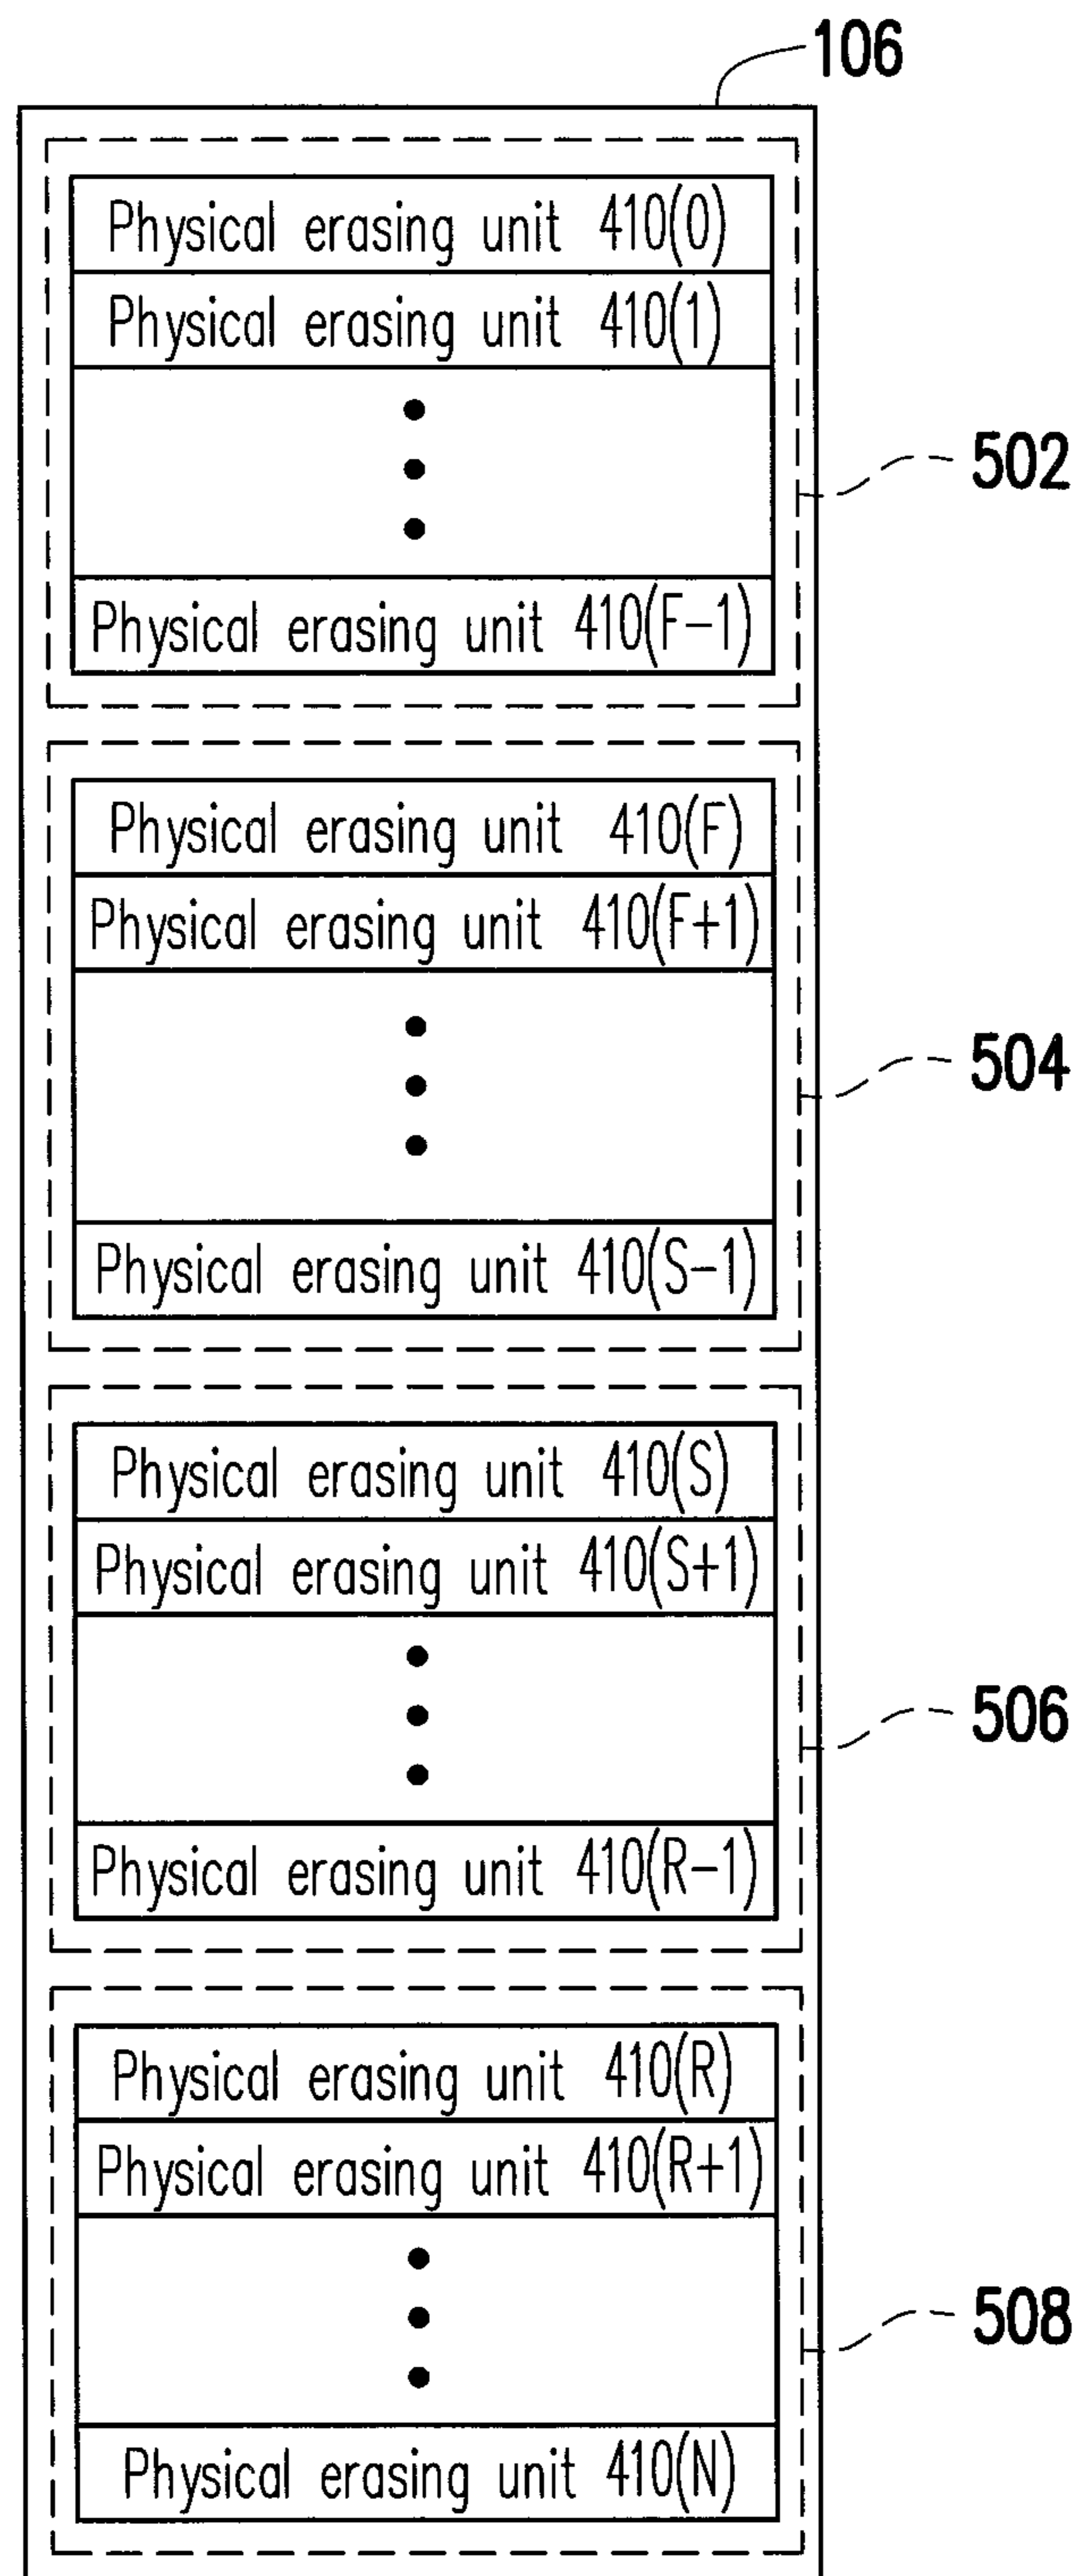 106
Physical erasing unit 410(0)
Physical erasing unit 410(1)
502
Physical erasing unit 410(F-1)
Physical erasing unit 410(F)
Physical erasing unit 410(F+1)
504
Physical erasing unit 410(S-1)
Physical erasing unit 410(S)
Physical erasing unit 410(S+1)
506
Physical erasing unit 410(R-1)
Physical erasing unit 410(R)
Physical erasing unit 410(R+1)
508
Physical erasing unit 410(N)